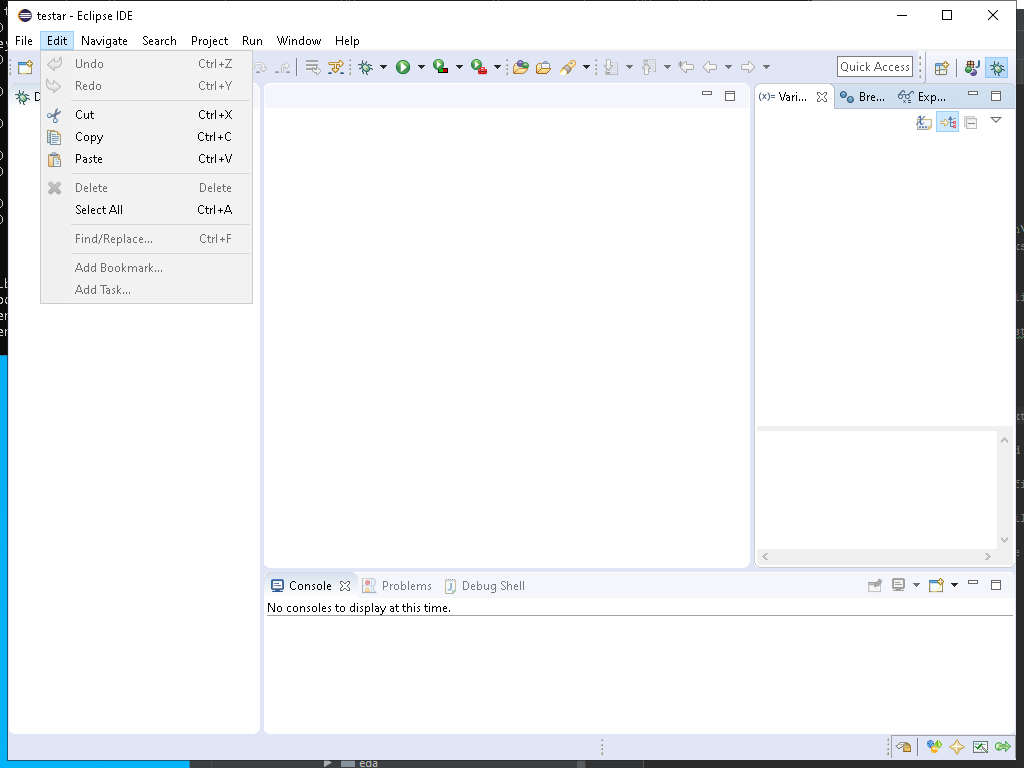 testar - Eclipse IDE
File Edit Navigate Search Project Run Window Help
Undo Ctrl+Z
Redo Ctrl+Y
Cut Ctrl+X
Copy Ctrl+C
Paste Ctrl+V
Delete Delete
Select All Ctrl+A
Find/Replace... Ctrl+F
Add Bookmark...
Add Task...
Quick Access
(x)= Vari... Bre... Exp...
Console Problems Debug Shell
No consoles to display at this time.
eda